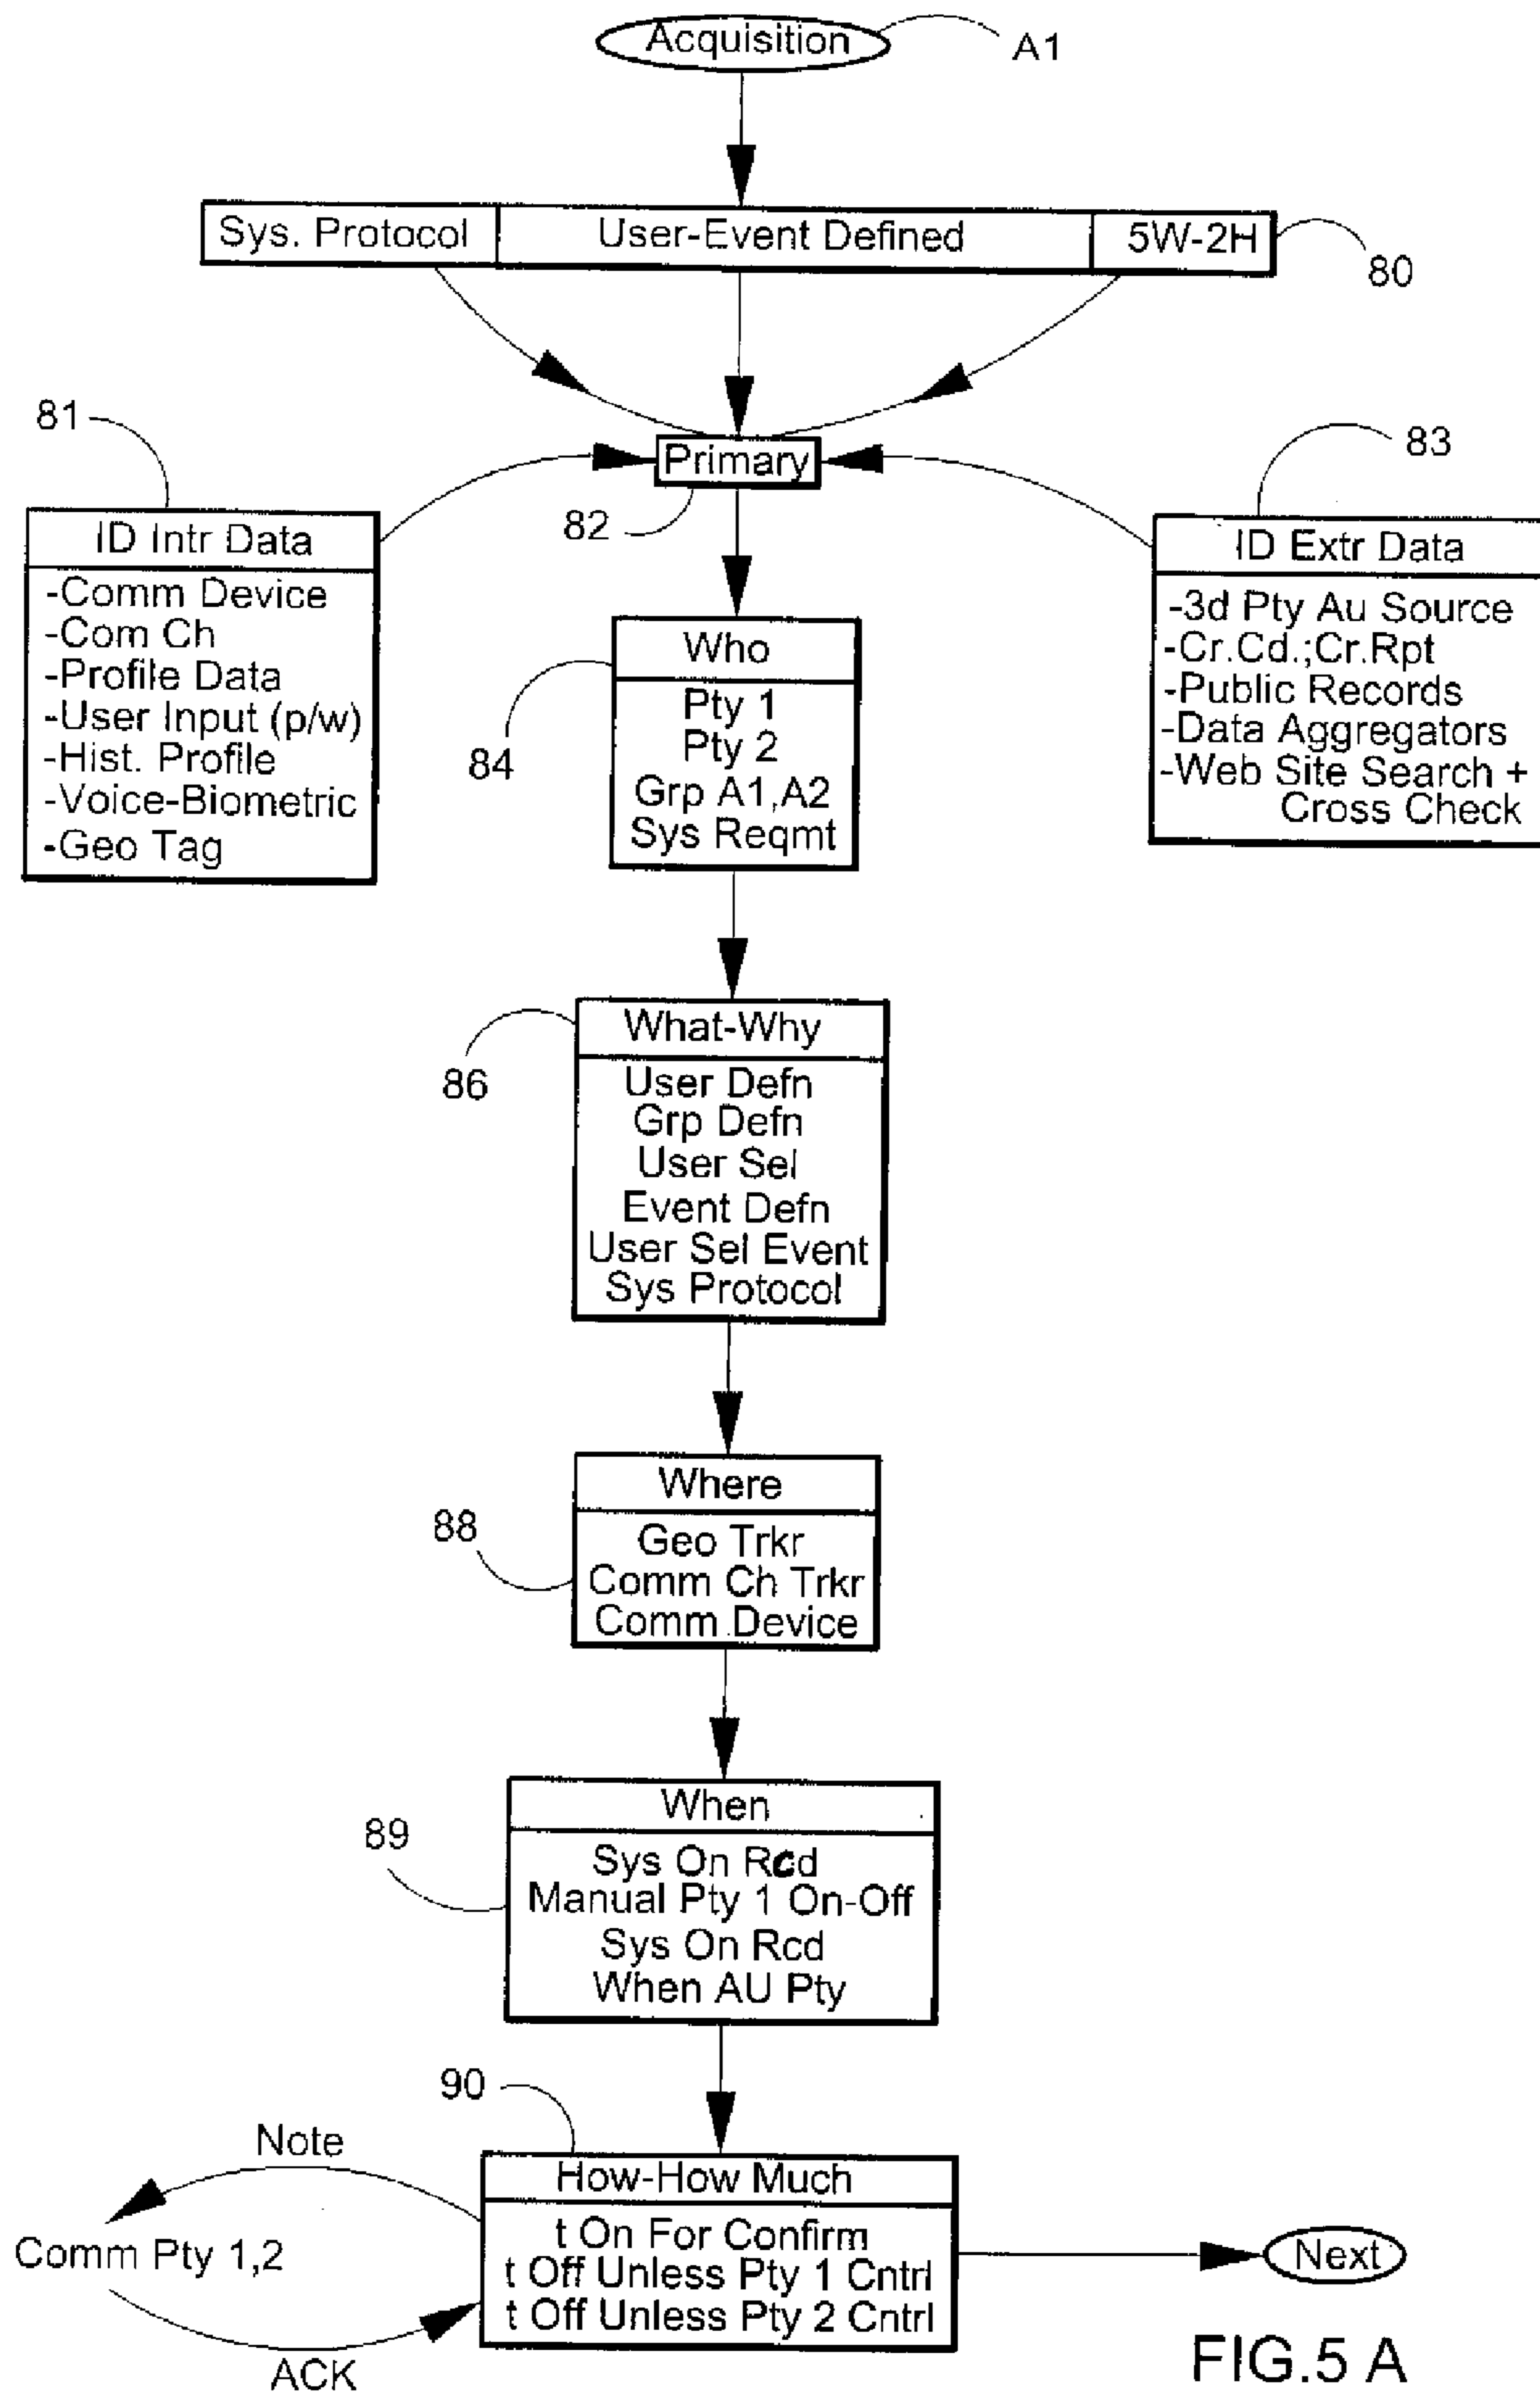 Acquisition
A1
Sys. Protocol
User-Event Defined
5W-2H
80
81
Primary
83
82
ID Intr Data
-Comm Device
-Com Ch
-Profile Data
-User Input (p/w)
-Hist. Profile
-Voice-Biometric
-Geo Tag
ID Extr Data
-3d Pty Au Source
-Cr.Cd.;Cr.Rpt
-Public Records
-Data Aggregators
-Web Site Search +
Cross Check
84
Who
Pty 1
Pty 2
Grp A1,A2
Sys Reqmt
86
What-Why
User Defn
Grp Defn
User Sel
Event Defn
User Sel Event
Sys Protocol
88
Where
Geo Trkr
Comm Ch Trkr
Comm Device
89
When
Sys On Rcd
Manual Pty 1 On-Off
Sys On Rcd
When AU Pty
90
Note
Comm Pty 1,2
ACK
How-How Much
t On For Confirm
t Off Unless Pty 1 Cntrl
t Off Unless Pty 2 Cntrl
Next
FIG.5 A